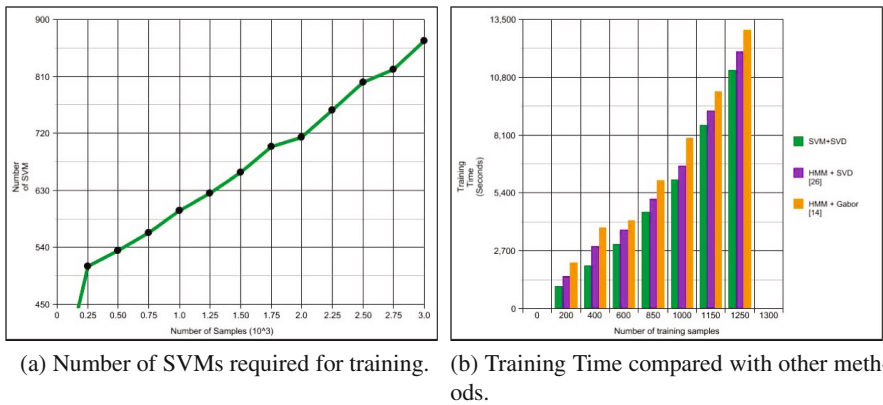 900
810
720
630
540
450
Number
of SVM
0 0.25 0.50 0.75 1.0 1.25 1.50 1.75 2.0 2.25 2.50 2.75 3.0
Number of Samples (10^3)
(a) Number of SVMs required for training.
13,500
10,800
8,100
5,400
2,700
0
Training
Time
(Seconds)
0 200 400 600 850 1000 1150 1250 1300
Number of training samples
SVM+SVD
HMM + SVD
[26]
HMM + Gabor
[14]
(b) Training Time compared with other meth-
ods.